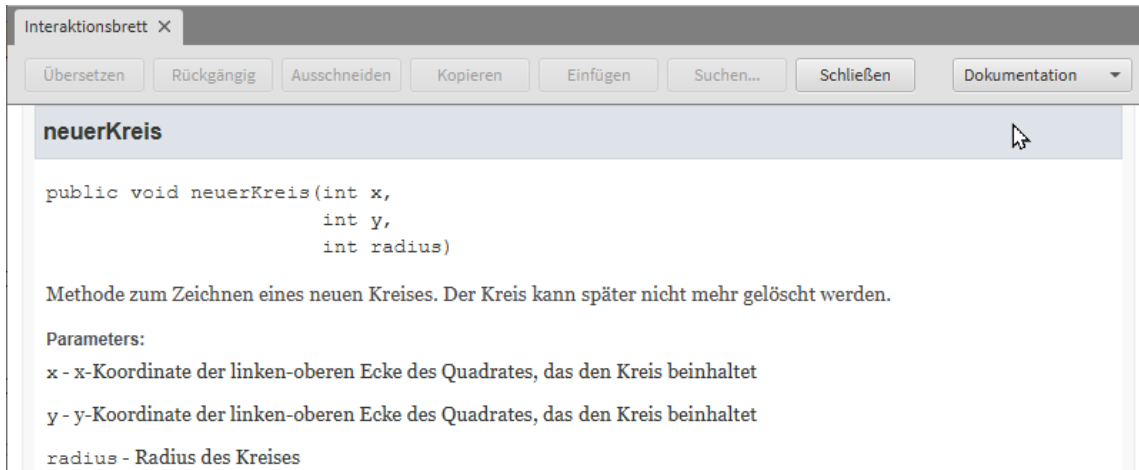 Interaktionsbrett ×
Übersetzen Rückgängig Ausschneiden Kopieren Einfügen Suchen... Schließen Dokumentation
neuerKreis
public void neuerKreis(int x,
int y,
int radius)
Methode zum Zeichnen eines neuen Kreises. Der Kreis kann später nicht mehr gelöscht werden.
Parameters:
x - x-Koordinate der linken-oberen Ecke des Quadrates, das den Kreis beinhaltet
y - y-Koordinate der linken-oberen Ecke des Quadrates, das den Kreis beinhaltet
radius - Radius des Kreises